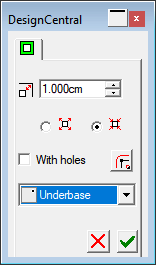 DesignCentral
1.000cm
With holes
Underbase